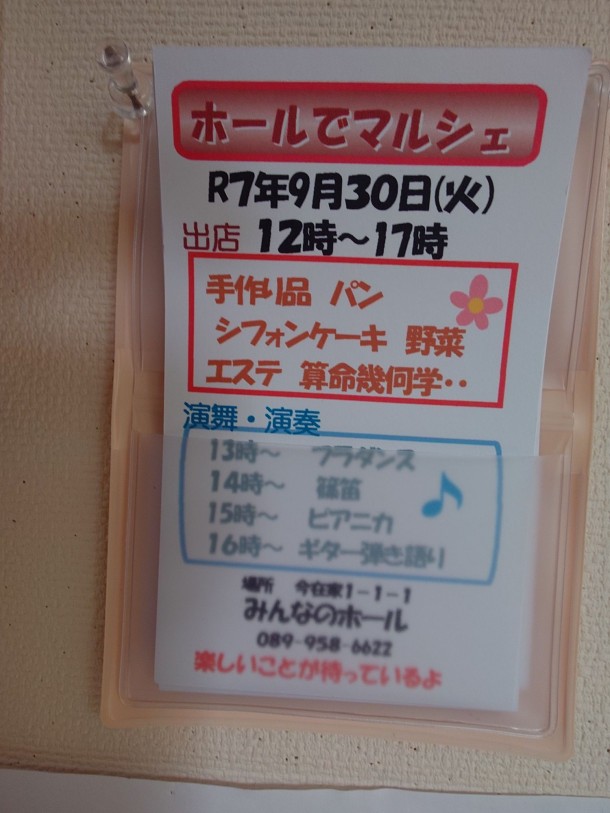 ホールでマルシェ
R7年9月30日(火)
出店 12時～17時
手作り品 パン
シフォンケーキ 野菜
エステ 算命幾何学‥
演舞・演奏
13時～ フラダンス
14時～ 篠笛
15時～ ピアニカ
16時～ ギター弾き語り
場所 今在家1-1-1
みんなのホール
089-958-6622
楽しいことが待っているよ